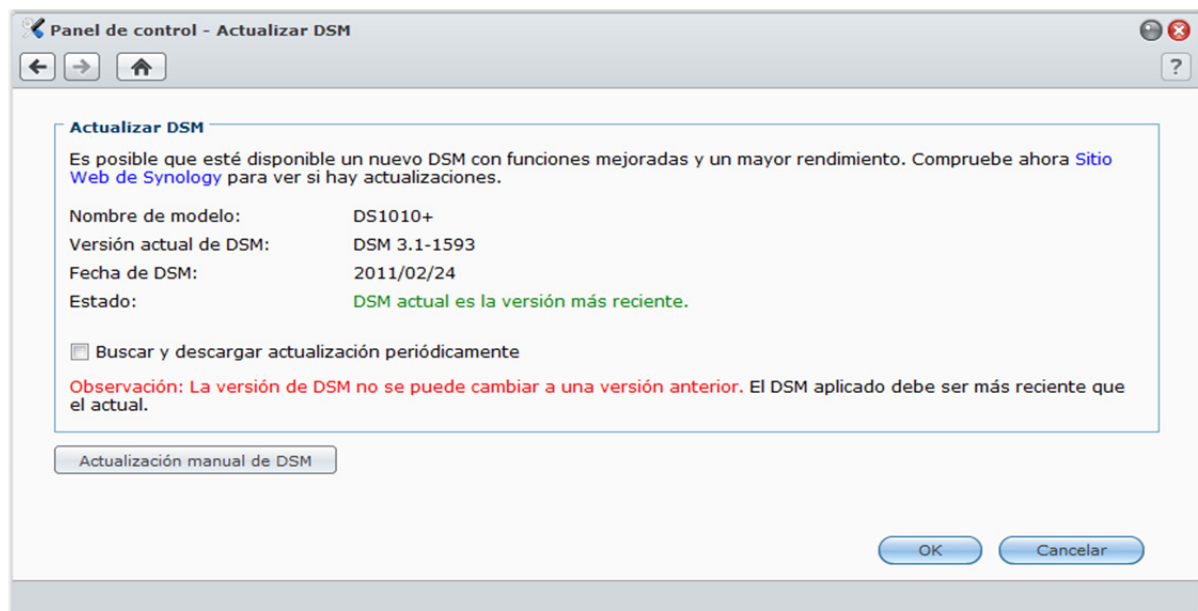 Panel de control - Actualizar DSM
?
Actualizar DSM
Es posible que esté disponible un nuevo DSM con funciones mejoradas y un mayor rendimiento. Compruebe ahora Sitio
Web de Synology para ver si hay actualizaciones.
Nombre de modelo: DS1010+
Versión actual de DSM: DSM 3.1-1593
Fecha de DSM: 2011/02/24
Estado: DSM actual es la versión más reciente.
Buscar y descargar actualización periódicamente
Observación: La versión de DSM no se puede cambiar a una versión anterior. El DSM aplicado debe ser más reciente que
el actual.
Actualización manual de DSM
OK Cancelar